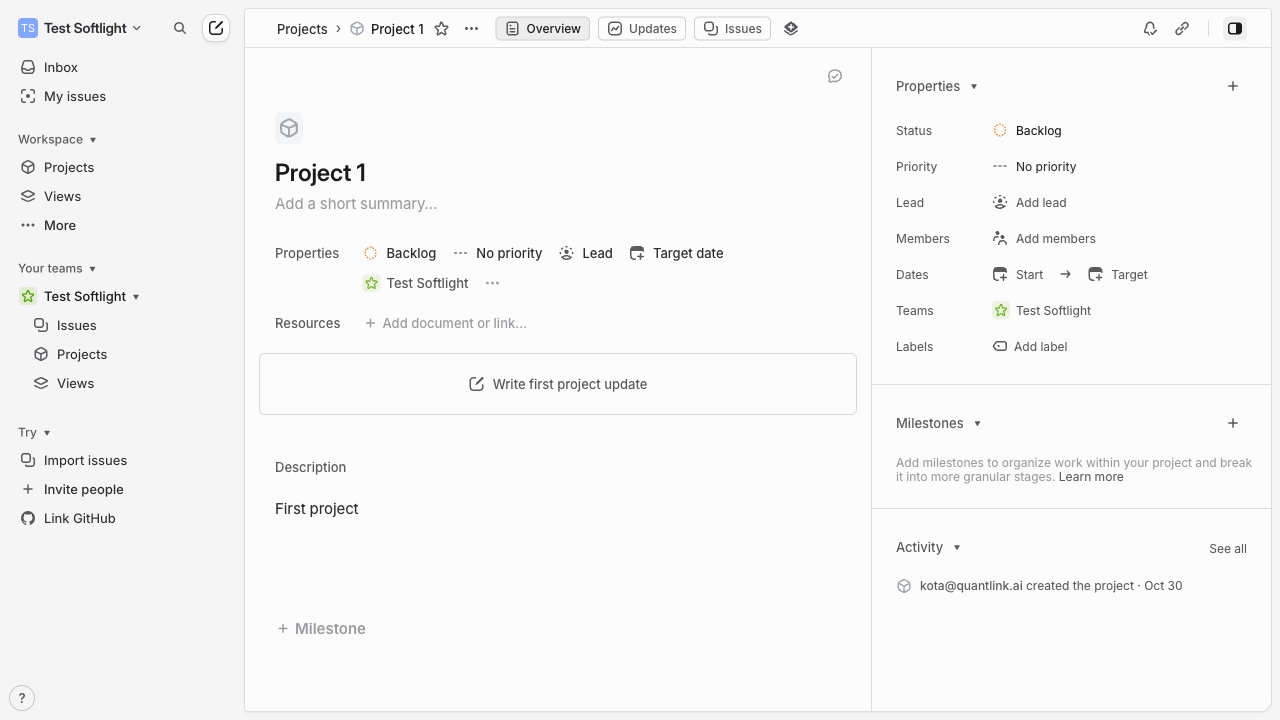 TS Test Softlight
Inbox
My issues
Workspace
Projects
Views
More
Your teams
Test Softlight
Issues
Projects
Views
Try
Import issues
Invite people
Link GitHub
?
Projects › Project 1 Overview Updates Issues
Project 1
Add a short summary...
Properties Backlog No priority Lead Target date
Test Softlight
Resources + Add document or link...
Write first project update
Description
First project
+ Milestone
Properties
Status Backlog
Priority No priority
Lead Add lead
Members Add members
Dates Start → Target
Teams Test Softlight
Labels Add label
Milestones
Add milestones to organize work within your project and break
it into more granular stages. Learn more
Activity See all
kota@quantlink.ai created the project · Oct 30